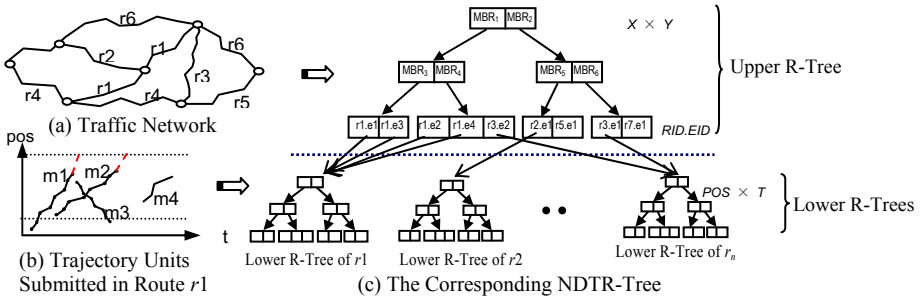 r6
r2
r1
r6
r3
r4
r1
r4
r5
(a) Traffic Network
pos
m1
m2
m3
m4
t
(b) Trajectory Units
Submitted in Route r1
MBR1 MBR2
X × Y
MBR3 MBR4
MBR5 MBR6
Upper R-Tree
r1.e1 r1.e3
r1.e2 r1.e4 r3.e2
r2.e1 r5.e1
r3.e1 r7.e1
RID.EID
POS × T
Lower R-Trees
Lower R-Tree of r1
Lower R-Tree of r2
Lower R-Tree of rn
(c) The Corresponding NDTR-Tree